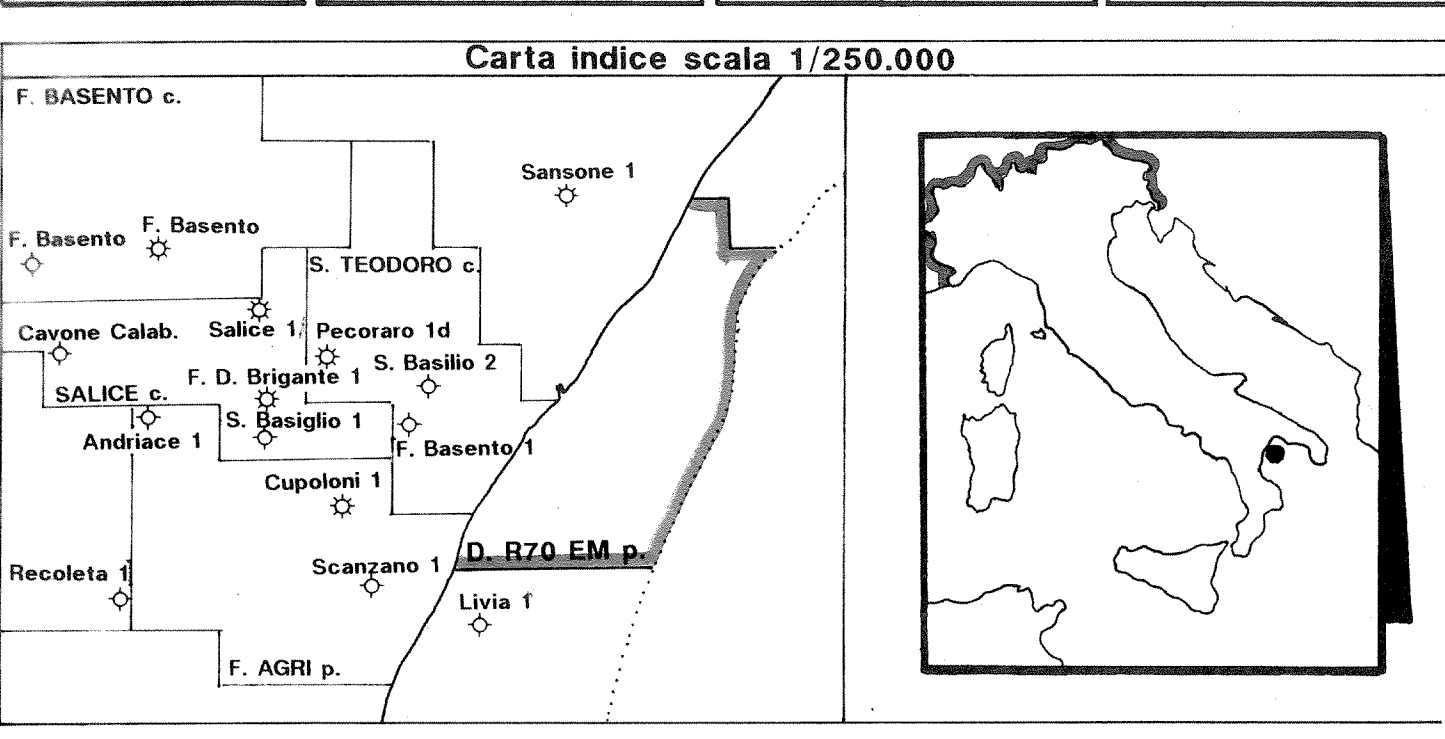 Carta indice scala 1/250.000
F. BASENTO c.
Sansone 1
F. Basento
F. Basento
S. TEODORO c.
Cavone Calab.
Salice 1
Pecoraro 1d
S. Basilio 2
F. D. Brigante 1
SALICE c.
S. Basiglio 1
Andriace 1
F. Basento 1
Cupoloni 1
D. R70 EM p.
Scanzano 1
Recoleta 1
Livia 1
F. AGRI p.